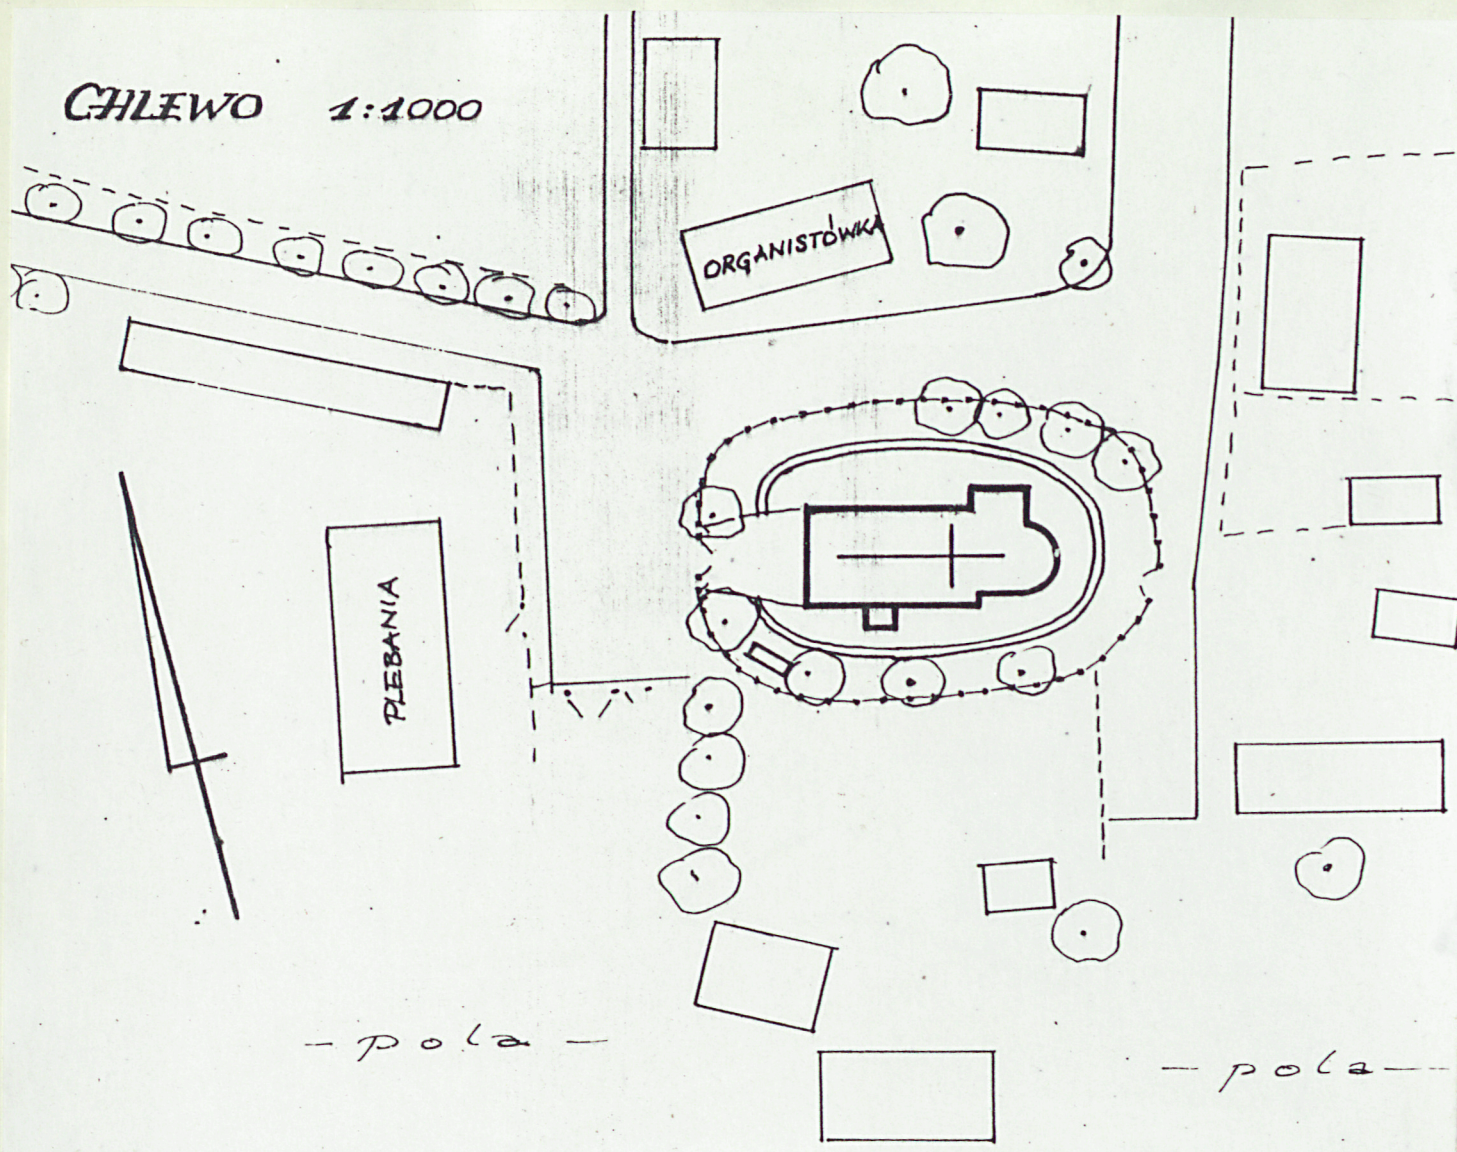 CHLEWO 1:1000
ORGANISTÓWKA
PLEBANIA
- pola -
- pola -